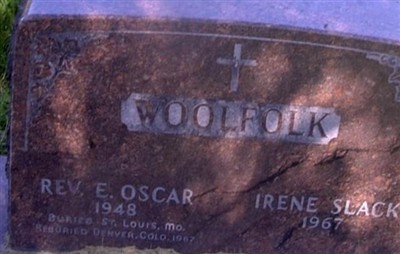 WOOLFOLK
REV. E. OSCAR
1948
BURIED ST. LOUIS, MO.
REBURIED DENVER, COLO. 1967
IRENE SLACK
1967